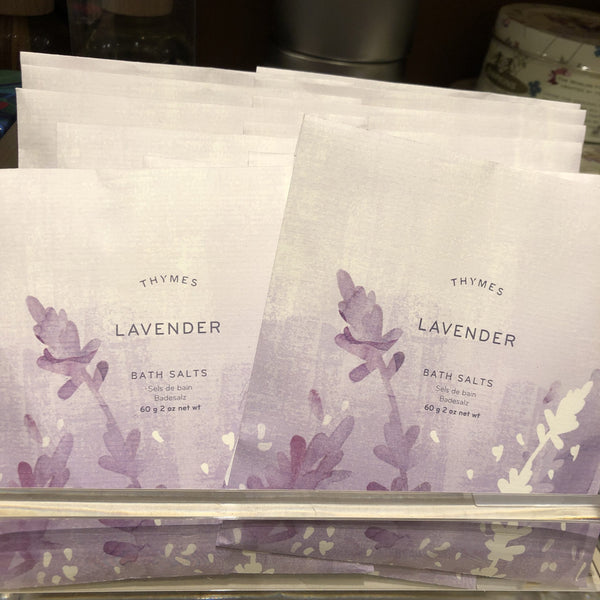 THYMES
LAVENDER
BATH SALTS
Sels de bain
Badesalz
60 g 2 oz net wt
THYMES
LAVENDER
BATH SALTS
Sels de bain
Badesalz
60 g 2 oz net wt